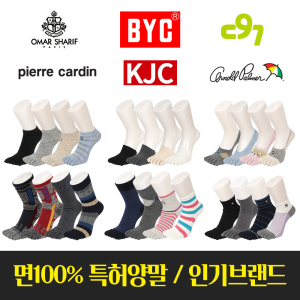 OMAR SHARIF
PARIS
BYC®
c97
pierre cardin
KJC
Arnold Palmer
면100% 특허양말 / 인기브랜드